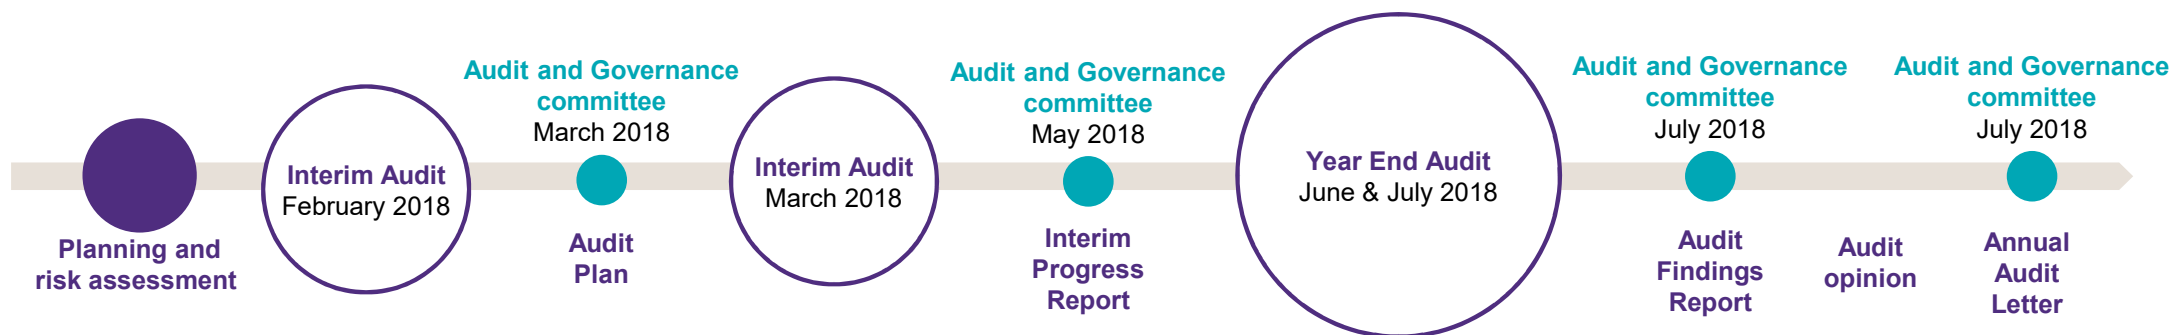 Planning and
risk assessment
Interim Audit
February 2018
Audit and Governance
committee
March 2018
Audit
Plan
Interim Audit
March 2018
Audit and Governance
committee
May 2018
Interim
Progress
Report
Year End Audit
June & July 2018
Audit and Governance
committee
July 2018
Audit
Findings
Report
Audit
opinion
Audit and Governance
committee
July 2018
Annual
Audit
Letter